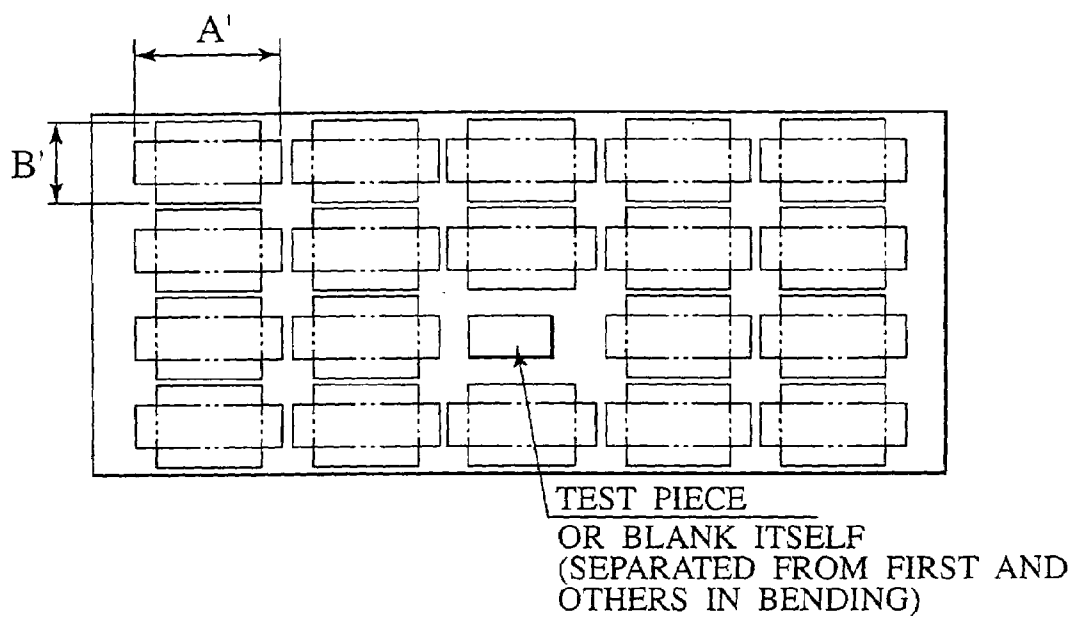 A'
B'
TEST PIECE
OR BLANK ITSELF
(SEPARATED FROM FIRST AND
OTHERS IN BENDING)